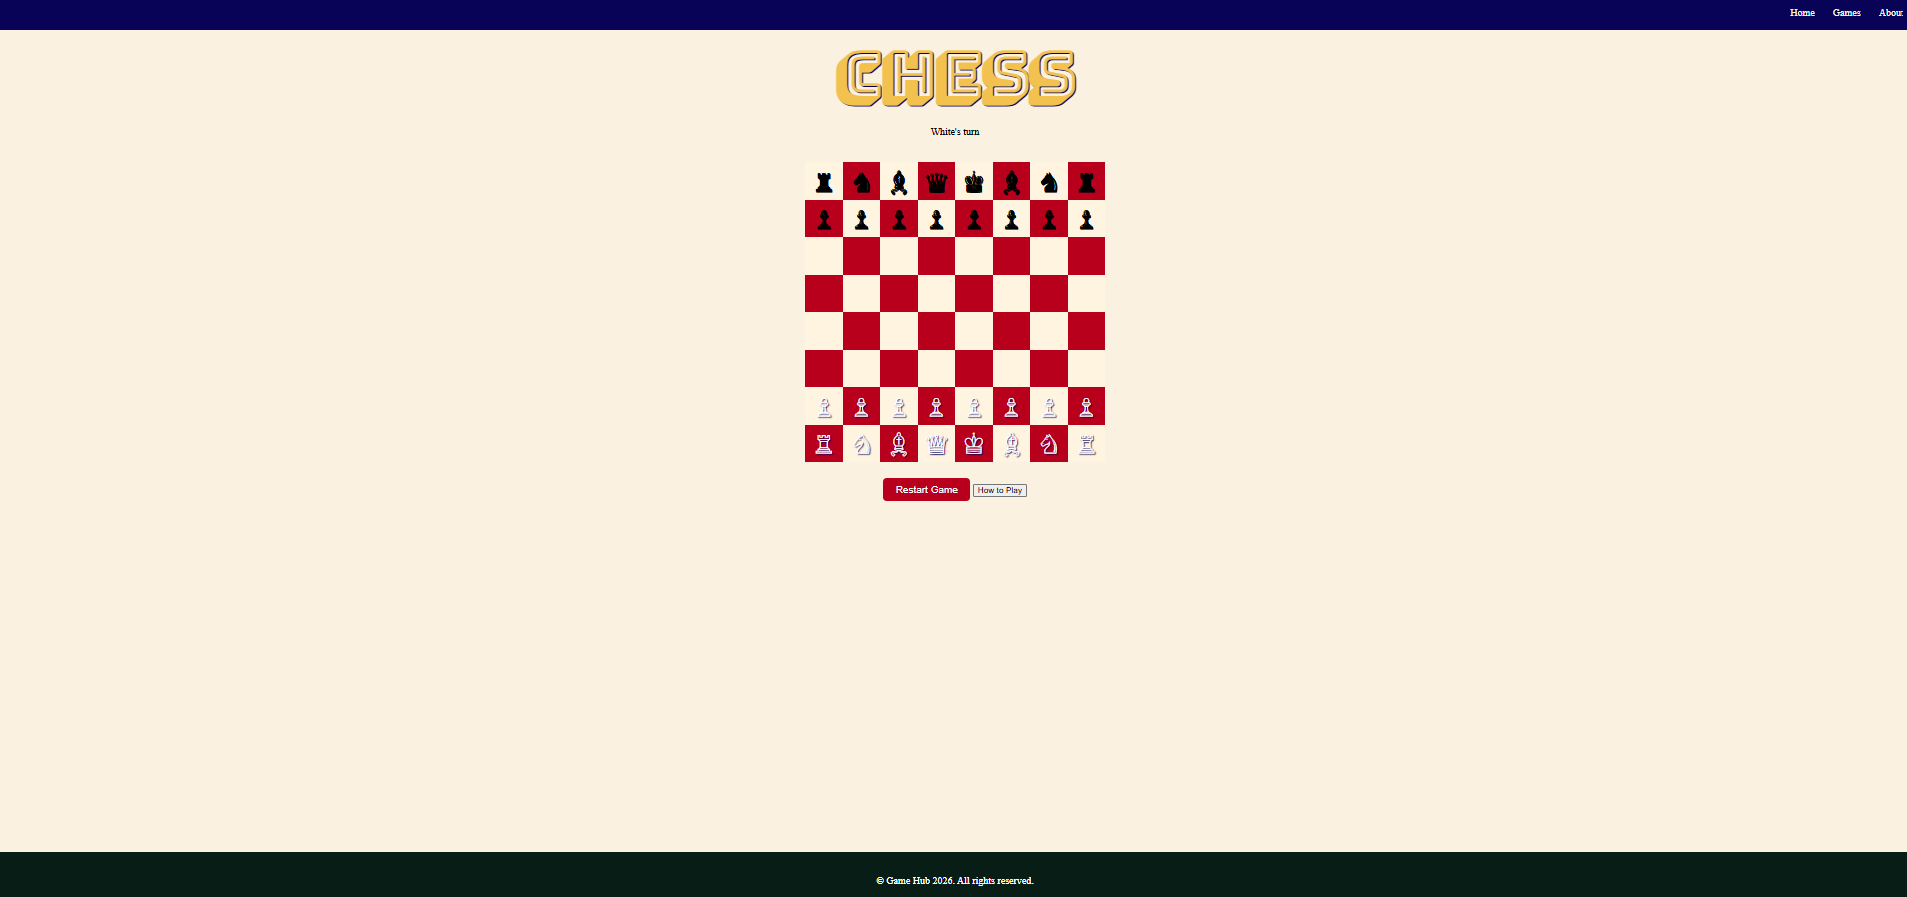 Home Games About
CHESS
White's turn
Restart Game How to Play
© Game Hub 2026. All rights reserved.